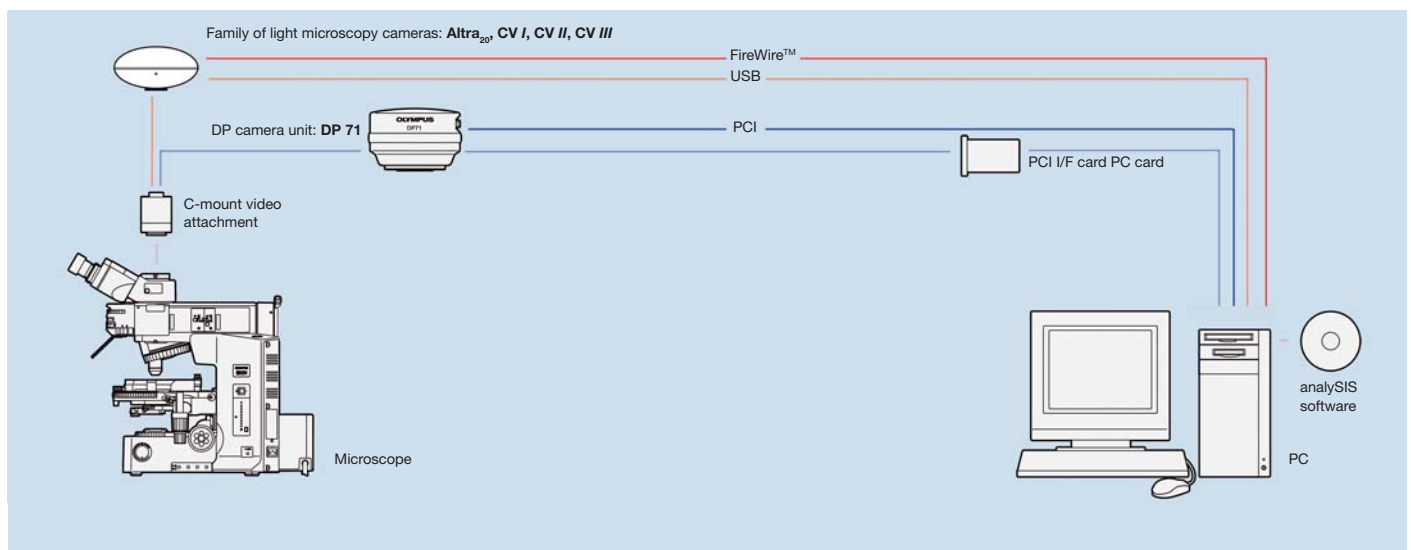 Family of light microscopy cameras: Altra20, CV I, CV II, CV III
FireWire™
USB
DP camera unit: DP 71
OLYMPUS
DP71
PCI
PCI I/F card PC card
C-mount video
attachment
Microscope
analySIS
software
PC